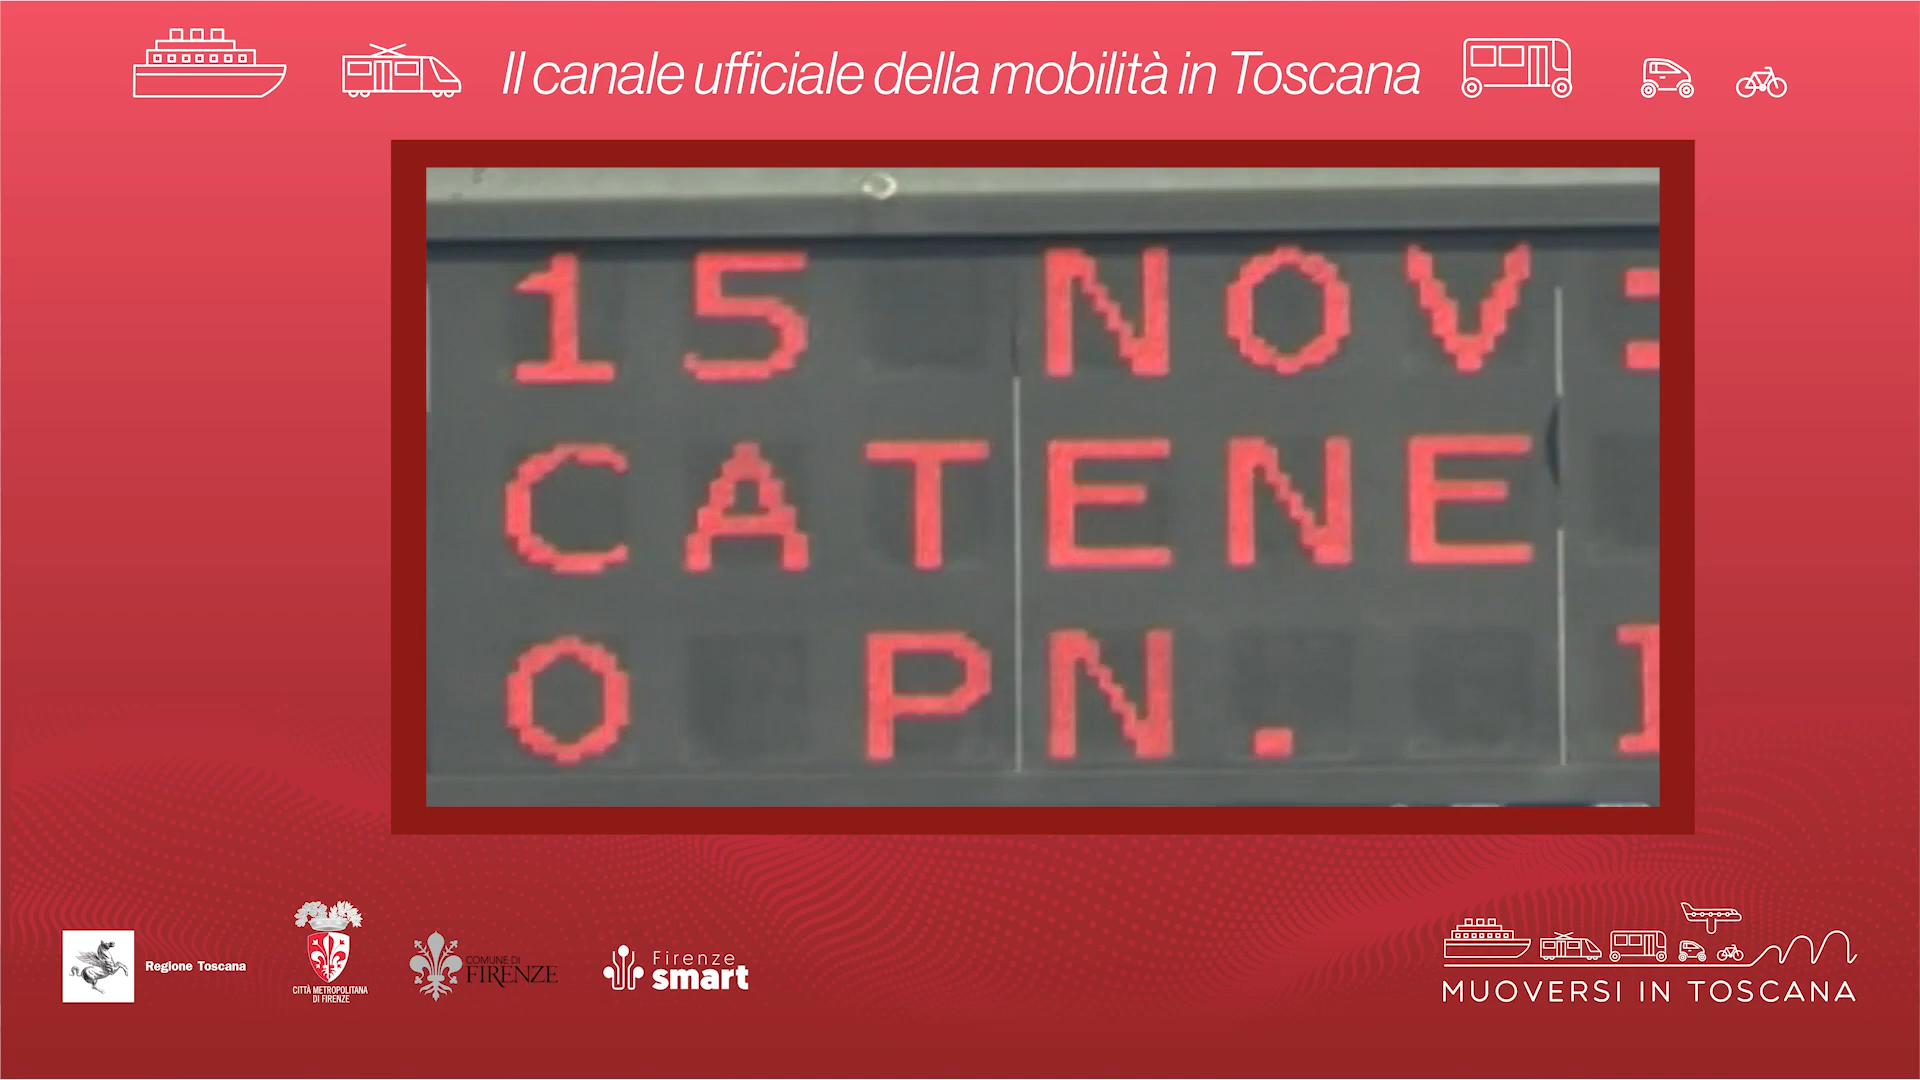 Il canale ufficiale della mobilità in Toscana
15 NOV
CATENE
O PN.
Regione Toscana
CITTÀ METROPOLITANA
DI FIRENZE
COMUNE DI
FIRENZE
Firenze
smart
MUOVERSI IN TOSCANA